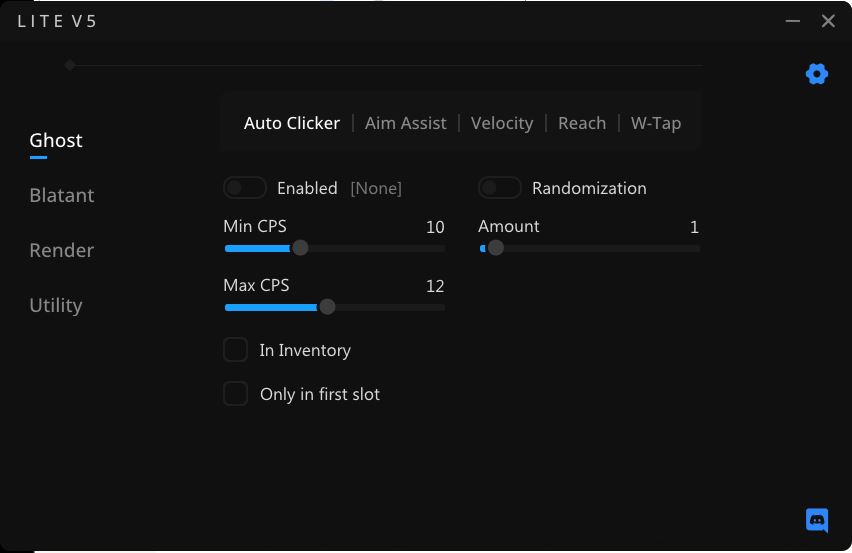 LITE V5
Auto Clicker | Aim Assist | Velocity | Reach | W-Tap
Ghost
Blatant
Render
Utility
Enabled [None]
Min CPS 10
Max CPS 12
In Inventory
Only in first slot
Randomization
Amount 1